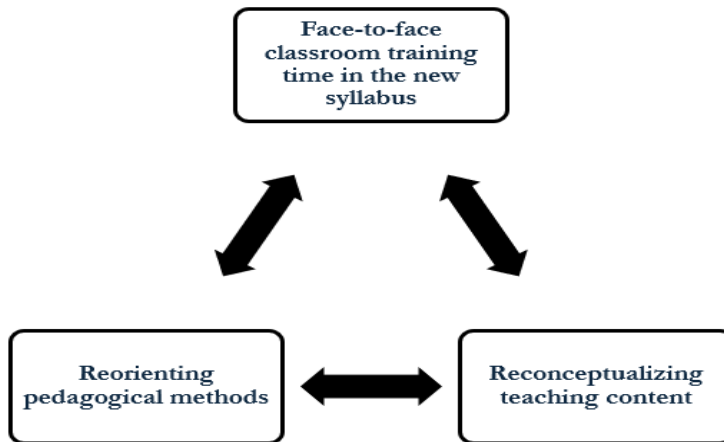 Face-to-face
classroom training
time in the new
syllabus
Reorienting
pedagogical methods
Reconceptualizing
teaching content